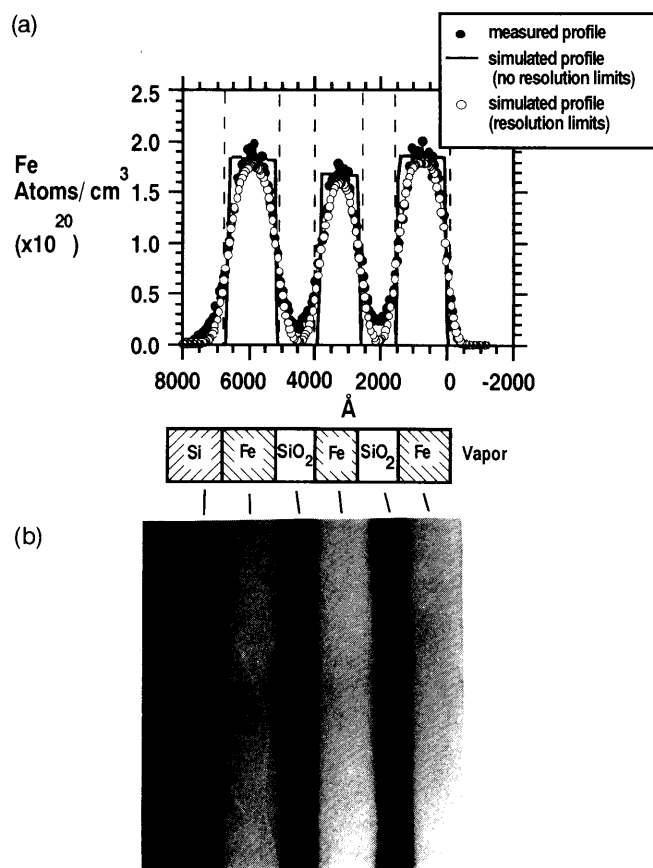 (a)
measured profile
simulated profile
(no resolution limits)
simulated profile
(resolution limits)
Fe
Atoms/ cm³
(x10²⁰)
2.5
2.0
1.5
1.0
0.5
0.0
8000 6000 4000 2000 0 -2000
Å
Si Fe SiO₂ Fe SiO₂ Fe Vapor
(b)